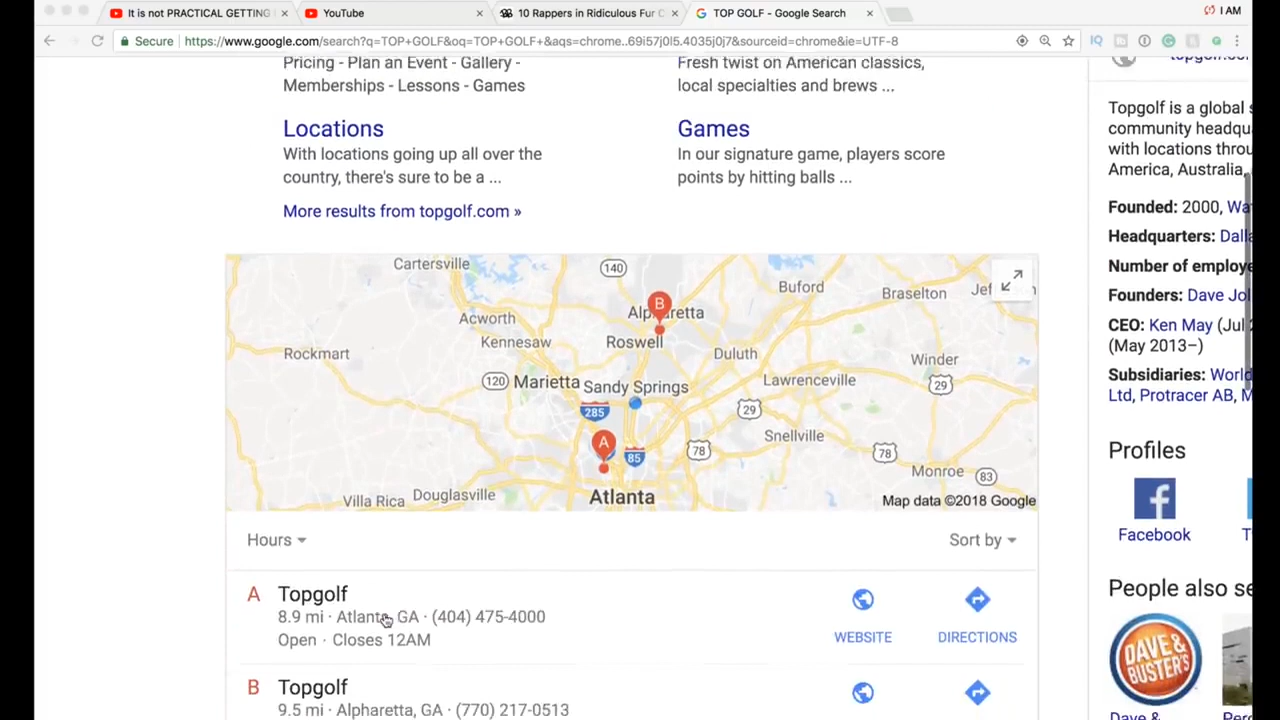 It is not PRACTICAL GETTING
YouTube
10 Rappers in Ridiculous Fur C
TOP GOLF - Google Search
I AM
Secure
https://www.google.com/search?q=TOP+GOLF&oq=TOP+GOLF+&aqs=chrome..69i57j0l5.4035j0j7&sourceid=chrome&ie=UTF-8
Pricing - Plan an Event - Gallery -
Memberships - Lessons - Games
Fresh twist on American classics,
local specialties and brews ...
Locations
With locations going up all over the
country, there's sure to be a ...
Games
In our signature game, players score
points by hitting balls ...
More results from topgolf.com »
Cartersville
140
Buford
Braselton
B
Alpharetta
Acworth
Kennesaw
Roswell
Rockmart
Duluth
Winder
120
Marietta
Sandy Springs
Lawrenceville
29
285
29
A
85
Snellville
78
78
Monroe
83
Villa Rica
Douglasville
Atlanta
Map data ©2018 Google
Hours
Sort by
A
Topgolf
8.9 mi · Atlanta, GA · (404) 475-4000
Open · Closes 12AM
WEBSITE
DIRECTIONS
B
Topgolf
9.5 mi · Alpharetta, GA · (770) 217-0513
Topgolf is a global s
community headqua
with locations throu
America, Australia,
Founded: 2000, Wa
Headquarters: Dalla
Number of employe
Founders: Dave Jol
CEO: Ken May (Jul 2
(May 2013–)
Subsidiaries: World
Ltd, Protracer AB, M
Profiles
Facebook
People also se
DAVE & BUSTER'S